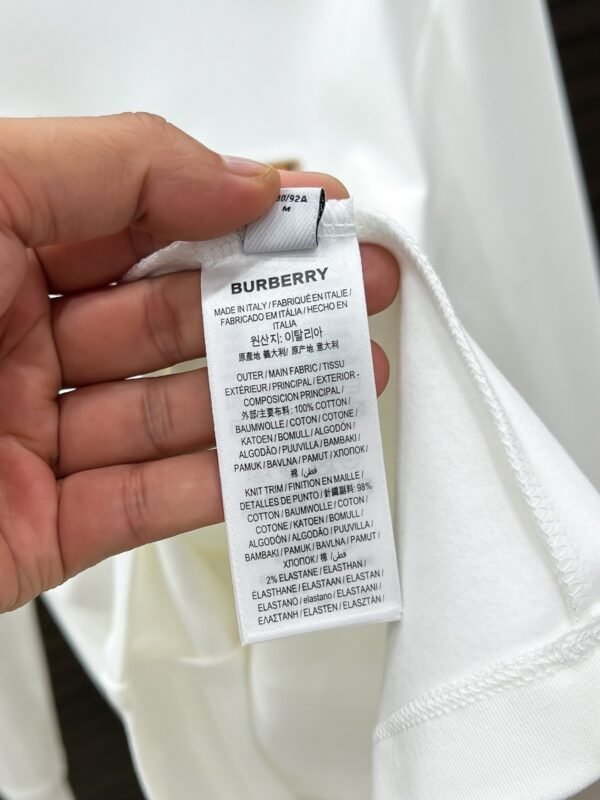 80/92A
M
BURBERRY
MADE IN ITALY / FABRIQUÉ EN ITALIE /
FABRICADO EM ITÁLIA / HECHO EN
ITALIA
원산지: 이탈리아
原產地 義大利 / 原产地 意大利
OUTER / MAIN FABRIC / TISSU
EXTÉRIEUR / PRINCIPAL / EXTERIOR -
COMPOSICION PRINCIPAL /
外部/主要布料: 100% COTTON /
BAUMWOLLE / COTON / COTONE /
KATOEN / BOMULL / ALGODÓN /
ALGODÃO / PUUVILLA / BAMBAKI /
PAMUK / BAVLNA / PAMUT / ХЛОПОК /
棉 / قطن /
KNIT TRIM / FINITION EN MAILLE /
DETALLES DE PUNTO / 針織副料: 98%
COTTON / BAUMWOLLE / COTON /
COTONE / KATOEN / BOMULL /
ALGODÓN / ALGODÃO / PUUVILLA /
BAMBAKI / PAMUK / BAVLNA / PAMUT /
ХЛОПОК / 棉 / قطن /
2% ELASTANE / ELASTHAN /
ÉLASTHANE / ELASTAAN / ELASTAN /
ELASTANO / elastano / ELASTAANI /
ΕΛΑΣΤΑΝΗ / ELASTEN / ELASZTÁN /